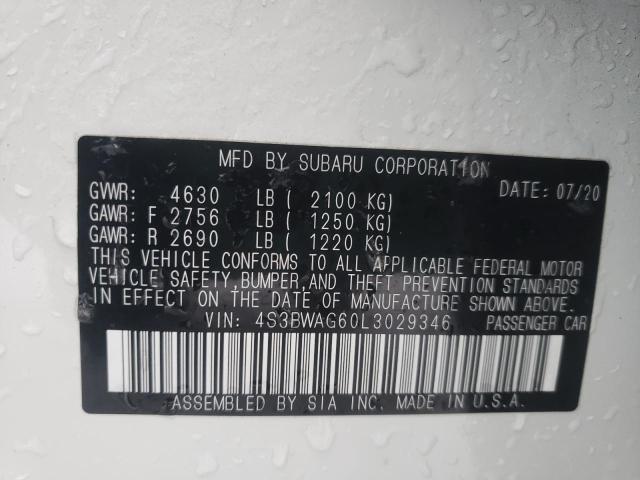 MFD BY SUBARU CORPORATION
DATE: 07/20
GVWR: 4630 LB ( 2100 KG)
GAWR: F 2756 LB ( 1250 KG)
GAWR: R 2690 LB ( 1220 KG)
THIS VEHICLE CONFORMS TO ALL APPLICABLE FEDERAL MOTOR
VEHICLE SAFETY, BUMPER, AND THEFT PREVENTION STANDARDS
IN EFFECT ON THE DATE OF MANUFACTURE SHOWN ABOVE.
VIN: 4S3BWAG60L3029346 PASSENGER CAR
ASSEMBLED BY SIA INC. MADE IN U.S.A.